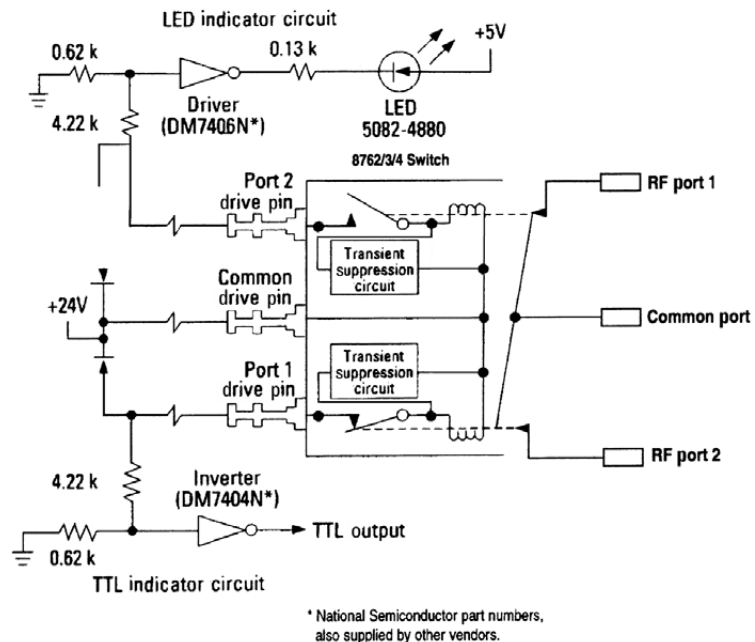 LED indicator circuit
0.62 k
0.13 k
+5V
Driver
(DM7406N*)
LED
5082-4880
4.22 k
8762/3/4 Switch
Port 2
drive pin
RF port 1
Transient
suppression
circuit
Common
drive pin
+24V
Common port
Port 1
drive pin
Transient
suppression
circuit
RF port 2
4.22 k
Inverter
(DM7404N*)
TTL output
0.62 k
TTL indicator circuit
* National Semiconductor part numbers,
also supplied by other vendors.